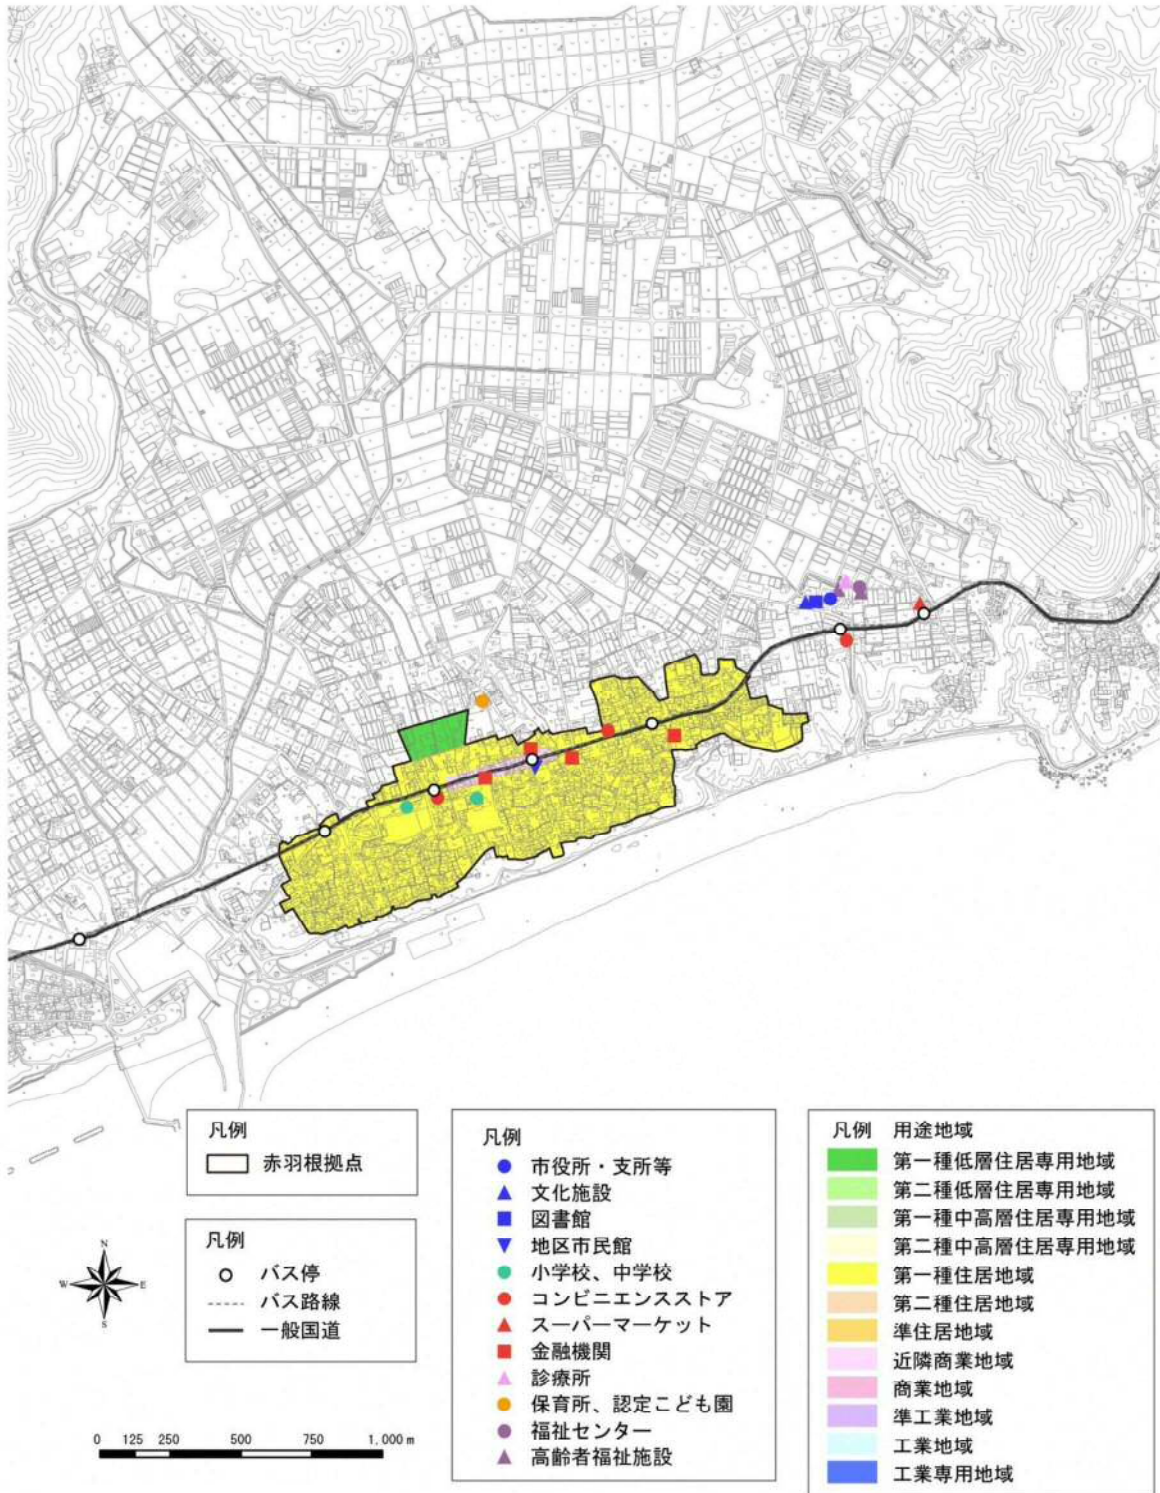 凡例
赤羽根拠点
凡例
バス停
バス路線
一般国道
N
W
E
S
0 125 250 500 750 1,000 m
凡例
市役所・支所等
文化施設
図書館
地区市民館
小学校、中学校
コンビニエンスストア
スーパーマーケット
金融機関
診療所
保育所、認定こども園
福祉センター
高齢者福祉施設
凡例 用途地域
第一種低層住居専用地域
第二種低層住居専用地域
第一種中高層住居専用地域
第二種中高層住居専用地域
第一種住居地域
第二種住居地域
準住居地域
近隣商業地域
商業地域
準工業地域
工業地域
工業専用地域